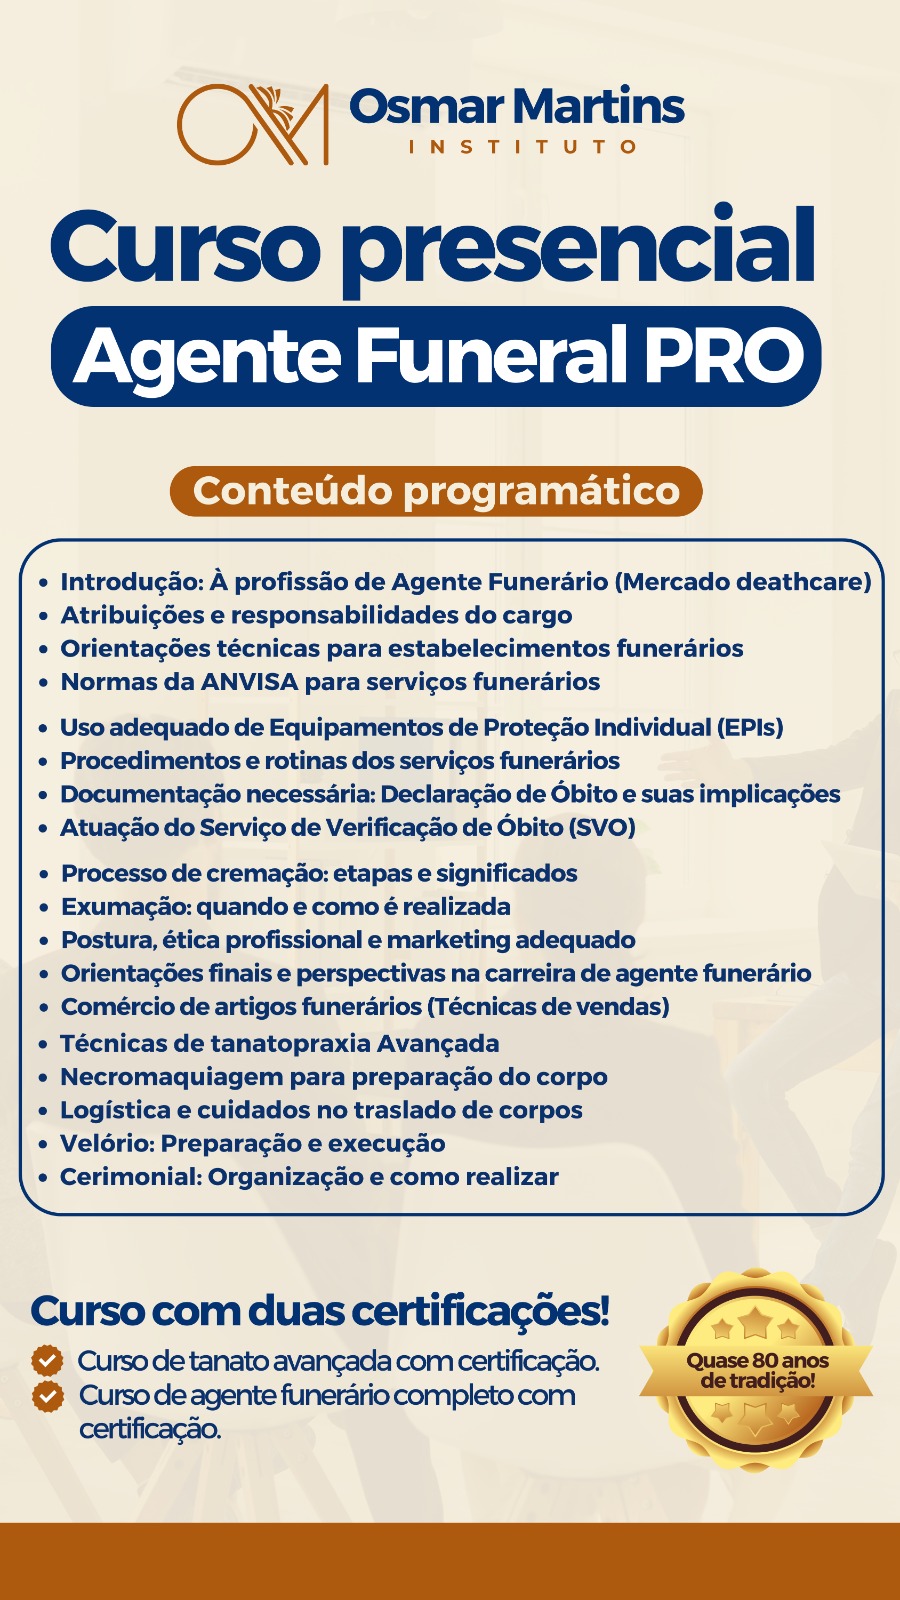 Osmar Martins
INSTITUTO
Curso presencial
Agente Funeral PRO
Conteúdo programático
• Introdução: À profissão de Agente Funerário (Mercado deathcare)
• Atribuições e responsabilidades do cargo
• Orientações técnicas para estabelecimentos funerários
• Normas da ANVISA para serviços funerários
• Uso adequado de Equipamentos de Proteção Individual (EPIs)
• Procedimentos e rotinas dos serviços funerários
• Documentação necessária: Declaração de Óbito e suas implicações
• Atuação do Serviço de Verificação de Óbito (SVO)
• Processo de cremação: etapas e significados
• Exumação: quando e como é realizada
• Postura, ética profissional e marketing adequado
• Orientações finais e perspectivas na carreira de agente funerário
• Comércio de artigos funerários (Técnicas de vendas)
• Técnicas de tanatopraxia Avançada
• Necromaquiagem para preparação do corpo
• Logística e cuidados no traslado de corpos
• Velório: Preparação e execução
• Cerimonial: Organização e como realizar
Curso com duas certificações!
Curso de tanato avançada com certificação.
Curso de agente funerário completo com
certificação.
Quase 80 anos
de tradição!